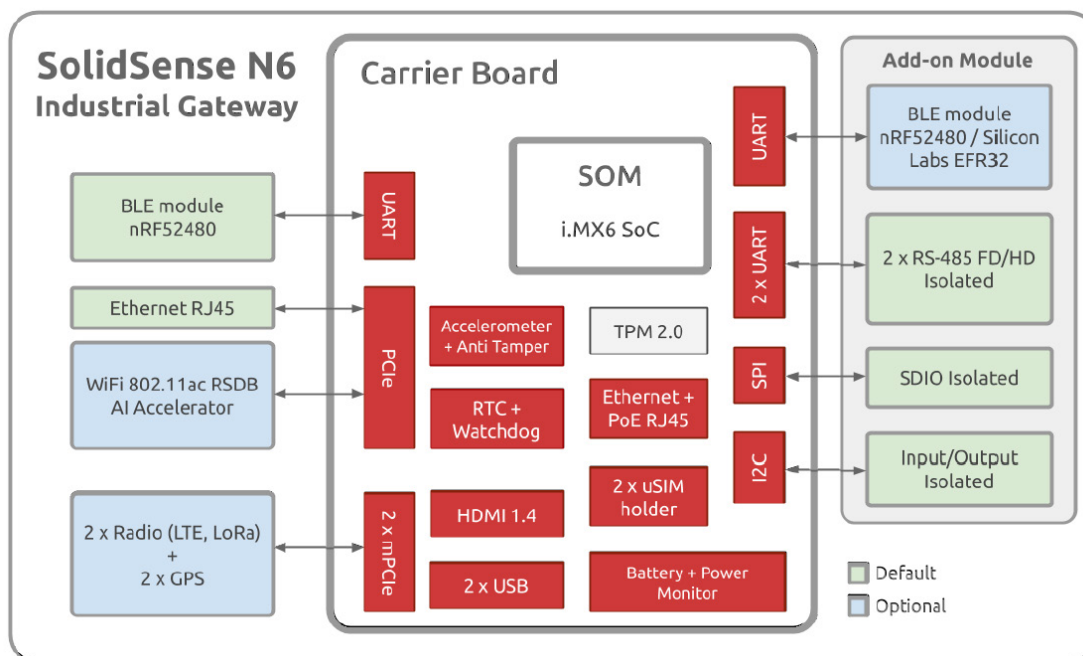 SolidSense N6
Industrial Gateway
BLE module
nRF52480
Ethernet RJ45
WiFi 802.11ac RSDB
AI Accelerator
2 x Radio (LTE, LoRa)
+
2 x GPS
Carrier Board
SOM
i.MX6 SoC
UART
PCIe
2 x mPCIe
Accelerometer
+ Anti Tamper
RTC +
Watchdog
HDMI 1.4
2 x USB
TPM 2.0
Ethernet +
PoE RJ45
2 x uSIM
holder
Battery + Power
Monitor
UART
2 x UART
SPI
I2C
Add-on Module
BLE module
nRF52480 / Silicon
Labs EFR32
2 x RS-485 FD/HD
Isolated
SDIO Isolated
Input/Output
Isolated
Default
Optional